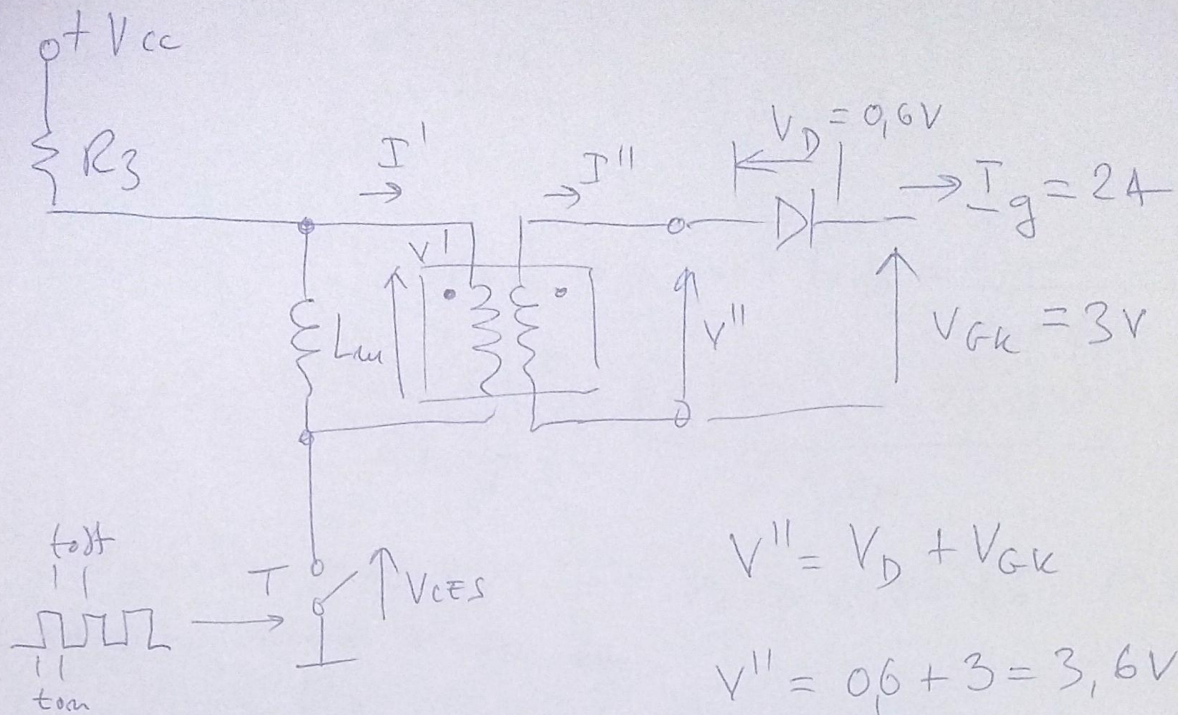 + Vcc
R3
I'
I''
VD = 0,6V
Ig = 2A
V'
Lm
V''
VGK = 3V
toff
T
VCES
ton
V'' = VD + VGK
V'' = 0,6 + 3 = 3,6V